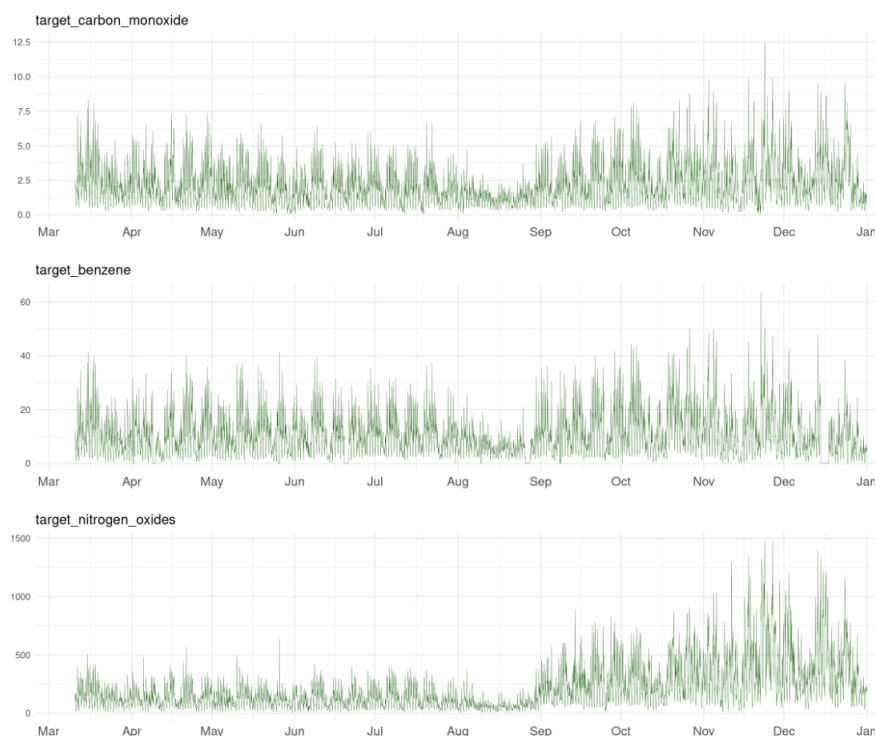 target_carbon_monoxide
12.5
10.0
7.5
5.0
2.5
0.0
Mar Apr May Jun Jul Aug Sep Oct Nov Dec Jan
target_benzene
60
40
20
0
Mar Apr May Jun Jul Aug Sep Oct Nov Dec Jan
target_nitrogen_oxides
1500
1000
500
0
Mar Apr May Jun Jul Aug Sep Oct Nov Dec Jan